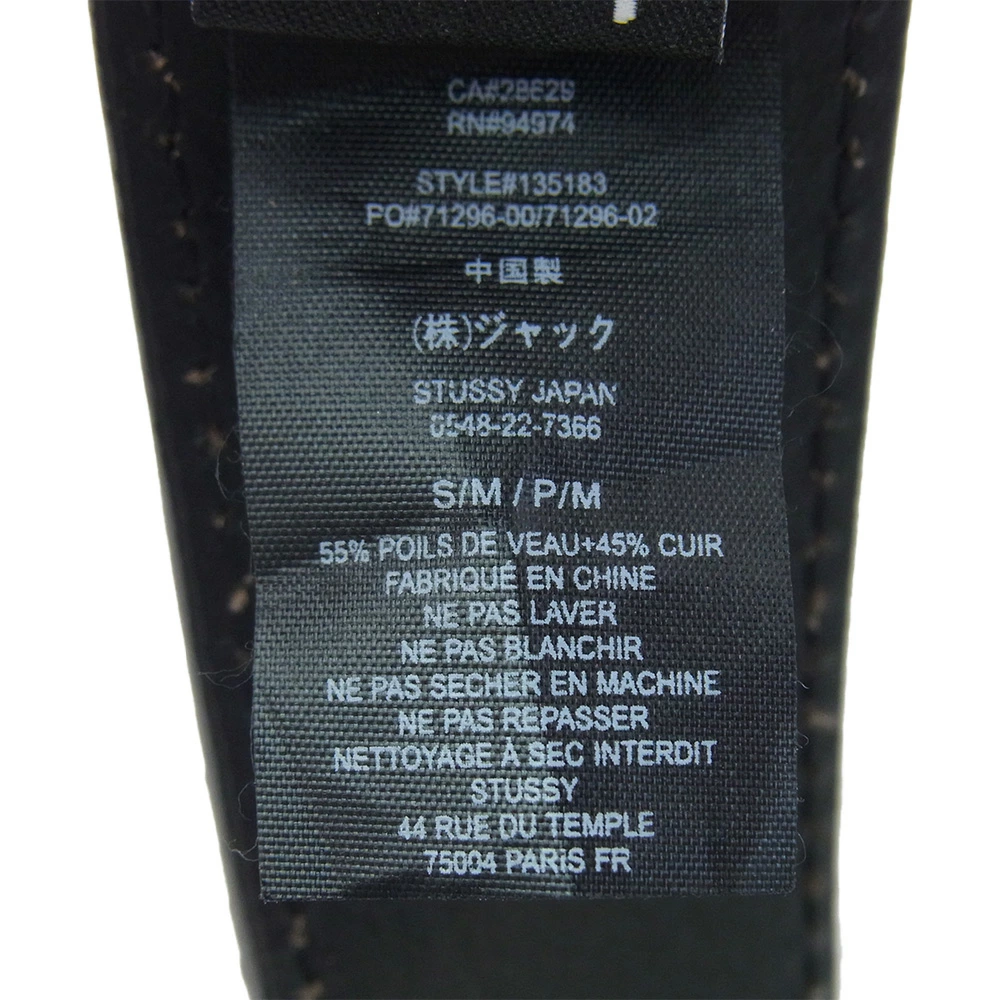 CA#28629
RN#94974
STYLE#135183
PO#71296-00/71296-02
中国製
(株)ジャック
STUSSY JAPAN
0548-22-7366
S/M / P/M
55% POILS DE VEAU+45% CUIR
FABRIQUÉ EN CHINE
NE PAS LAVER
NE PAS BLANCHIR
NE PAS SECHER EN MACHINE
NE PAS REPASSER
NETTOYAGE À SEC INTERDIT
STUSSY
44 RUE DU TEMPLE
75004 PARIS FR